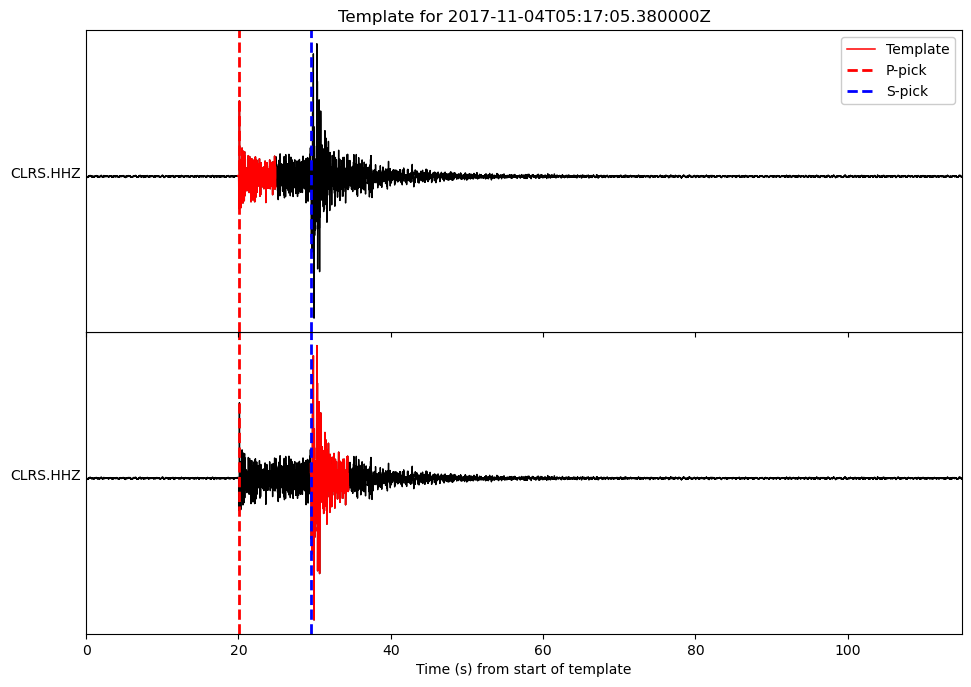 Template for 2017-11-04T05:17:05.380000Z
Template
P-pick
S-pick
CLRS.HHZ
CLRS.HHZ
0 20 40 60 80 100
Time (s) from start of template